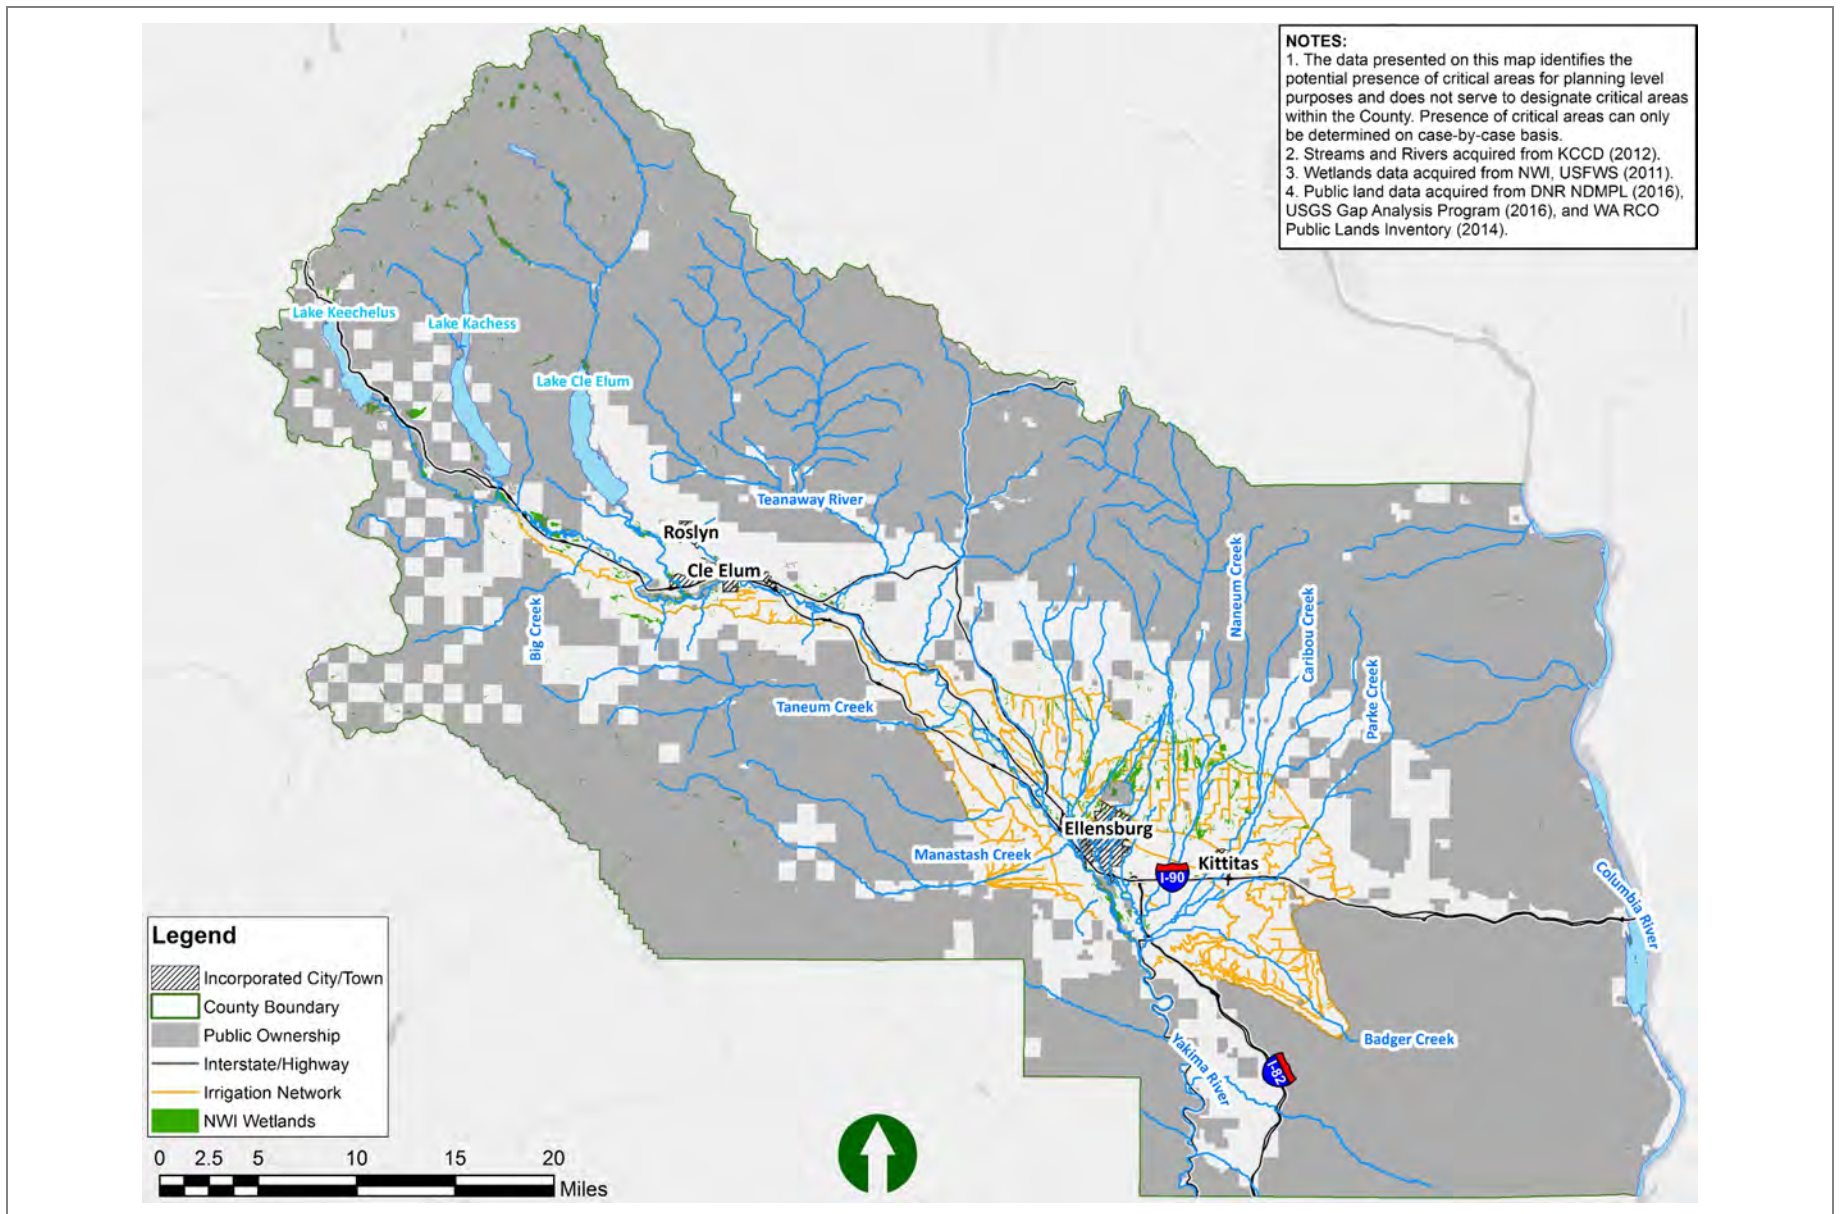 NOTES:
1. The data presented on this map identifies the
potential presence of critical areas for planning level
purposes and does not serve to designate critical areas
within the County. Presence of critical areas can only
be determined on case-by-case basis.
2. Streams and Rivers acquired from KCCD (2012).
3. Wetlands data acquired from NWI, USFWS (2011).
4. Public land data acquired from DNR NDMPL (2016),
USGS Gap Analysis Program (2016), and WA RCO
Public Lands Inventory (2014).
Lake Keechelus
Lake Kachess
Lake Cle Elum
Teanaway River
Roslyn
Cle Elum
Big Creek
Naneum Creek
Caribou Creek
Parke Creek
Taneum Creek
Ellensburg
Manastash Creek
Kittitas
I-90
Columbia River
Badger Creek
Yakima River
I-82
Legend
Incorporated City/Town
County Boundary
Public Ownership
Interstate/Highway
Irrigation Network
NWI Wetlands
0 2.5 5 10 15 20
Miles